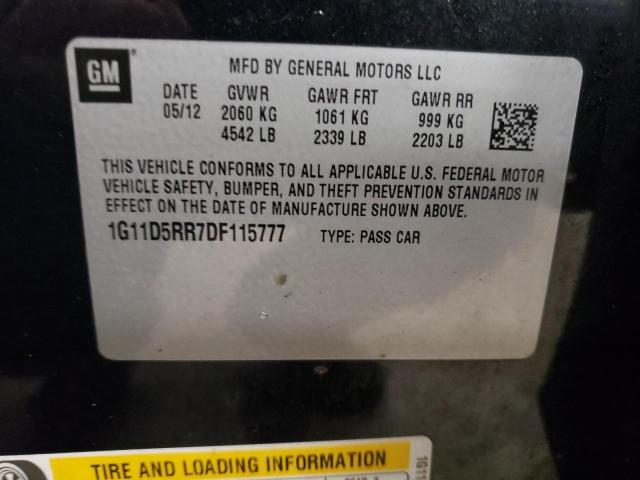 GM
MFD BY GENERAL MOTORS LLC
DATE GVWR GAWR FRT GAWR RR
05/12 2060 KG 1061 KG 999 KG
4542 LB 2339 LB 2203 LB
THIS VEHICLE CONFORMS TO ALL APPLICABLE U.S. FEDERAL MOTOR
VEHICLE SAFETY, BUMPER, AND THEFT PREVENTION STANDARDS IN
EFFECT ON THE DATE OF MANUFACTURE SHOWN ABOVE.
1G11D5RR7DF115777 TYPE: PASS CAR
TIRE AND LOADING INFORMATION